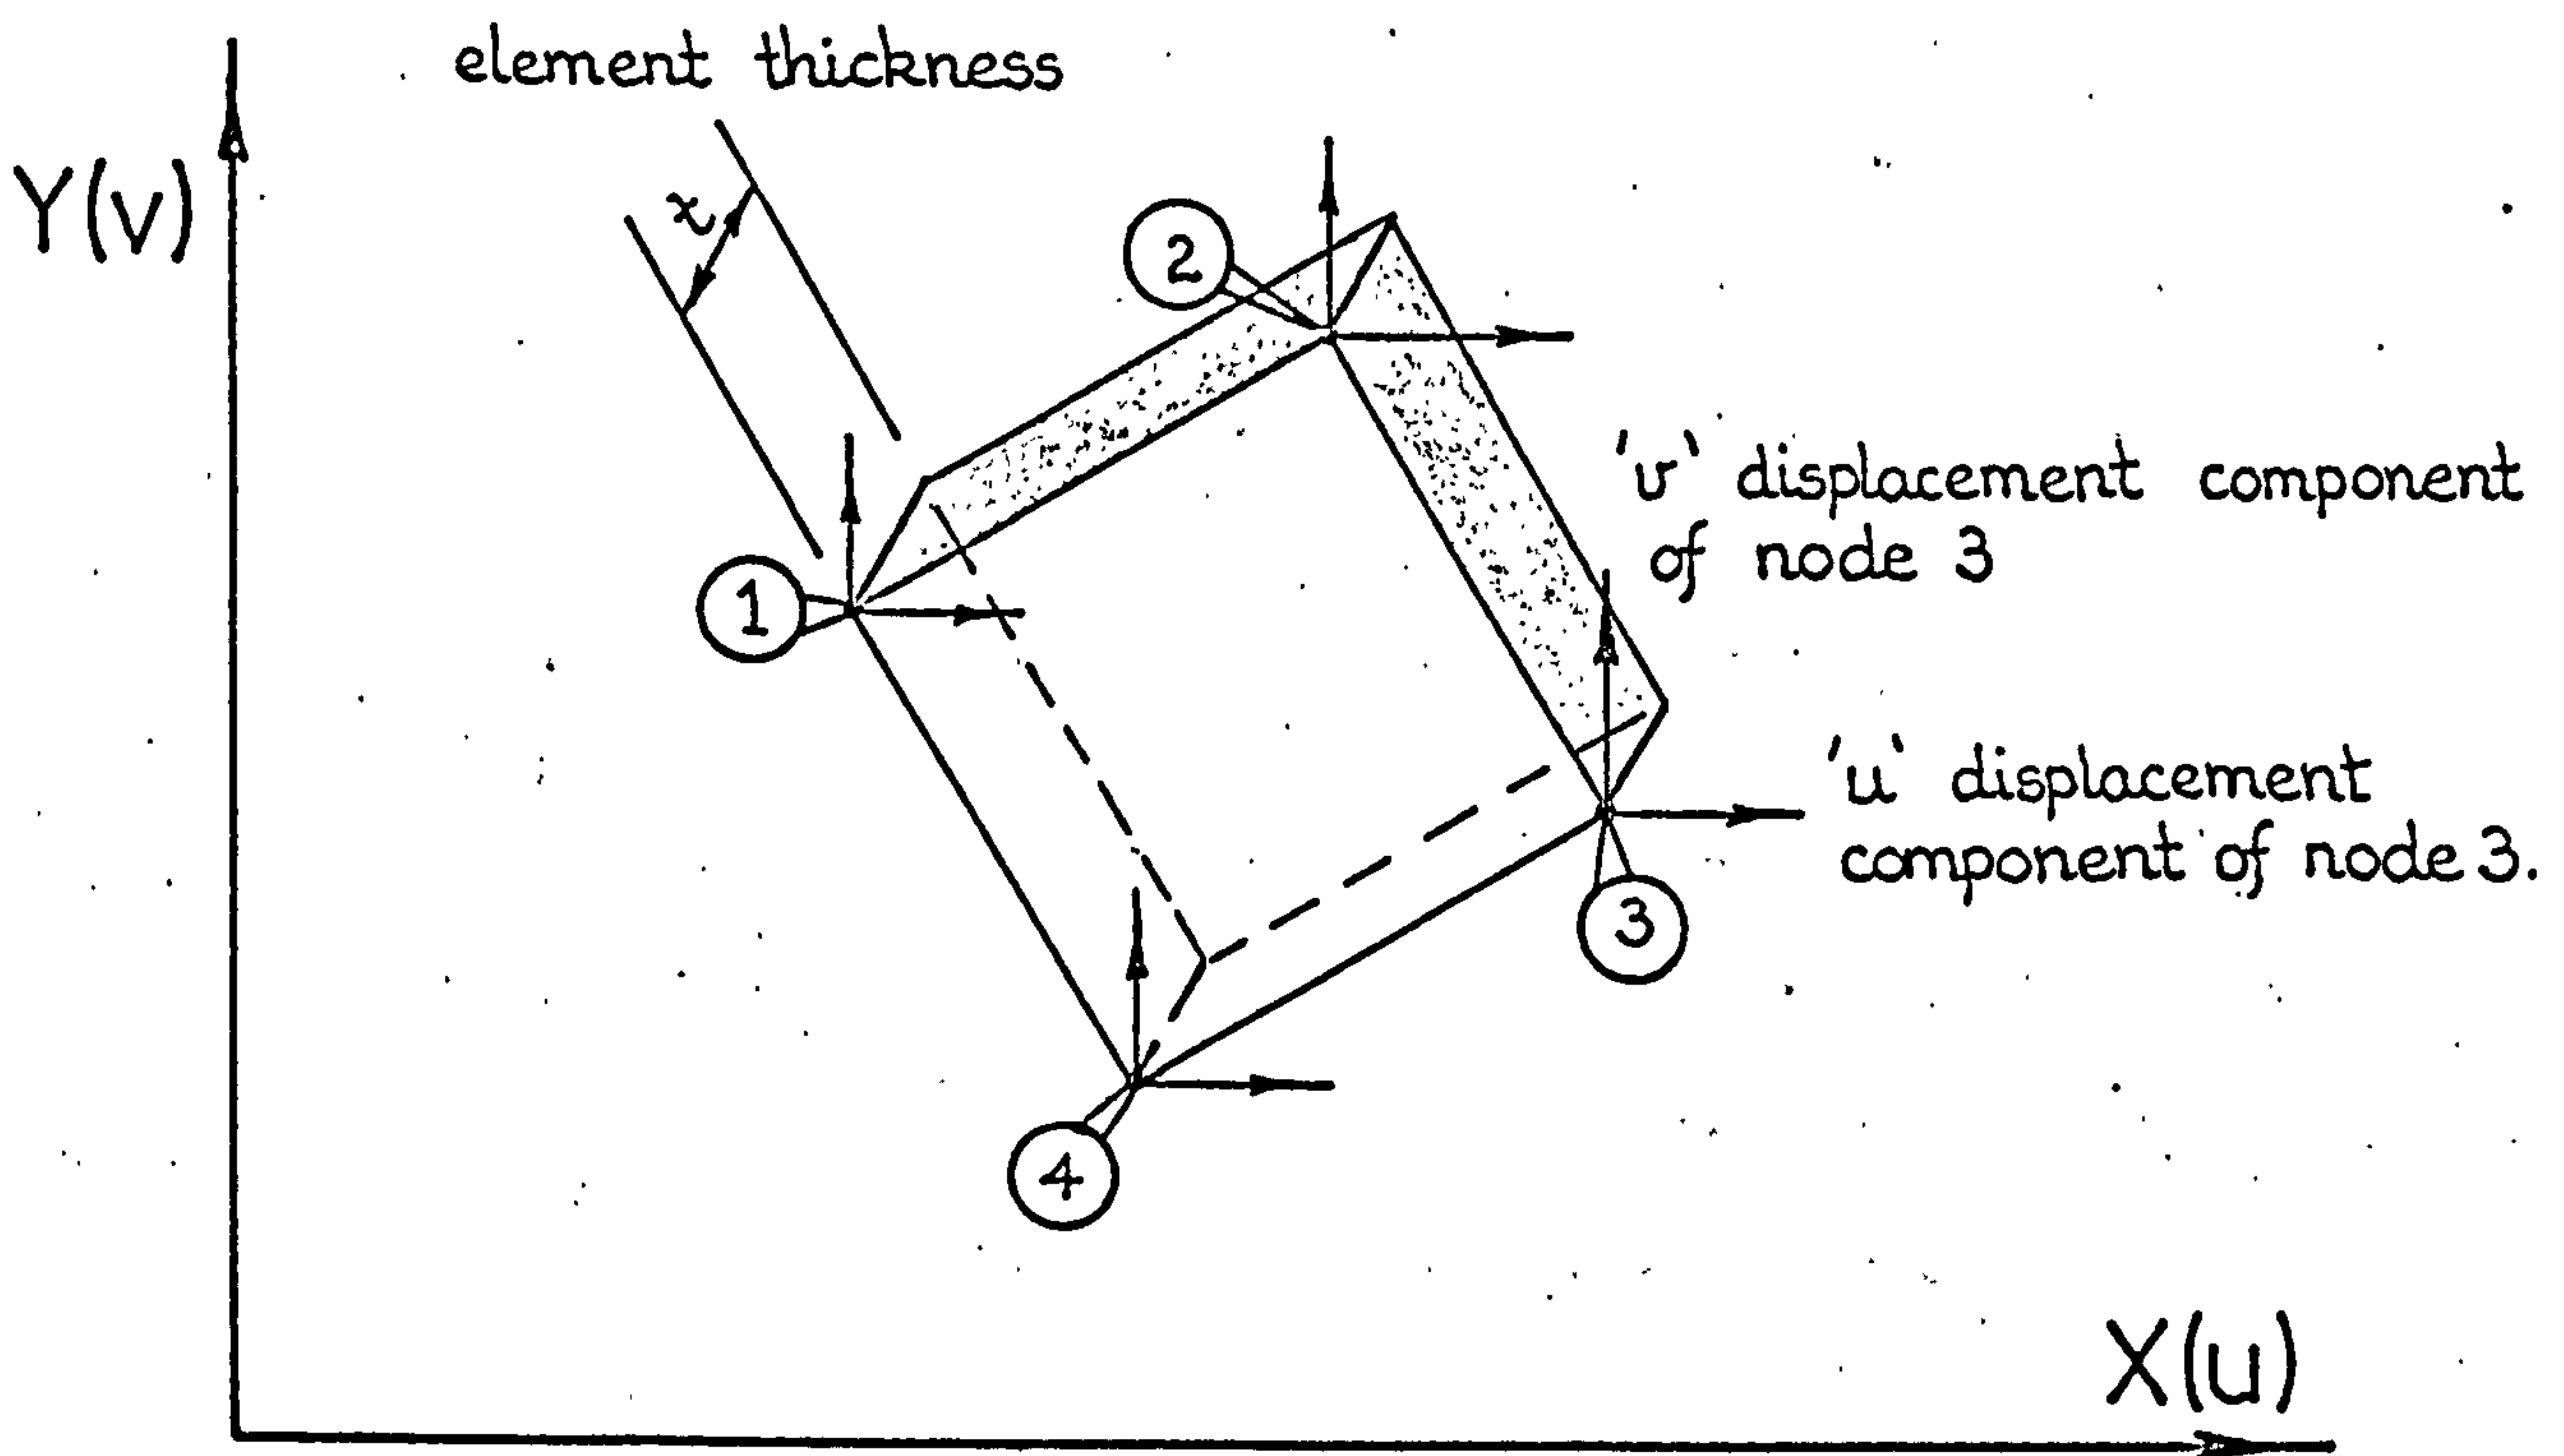 element thickness
Y(v)
t
2
'v' displacement component
of node 3
1
'u' displacement
component of node 3.
3
4
X(u)